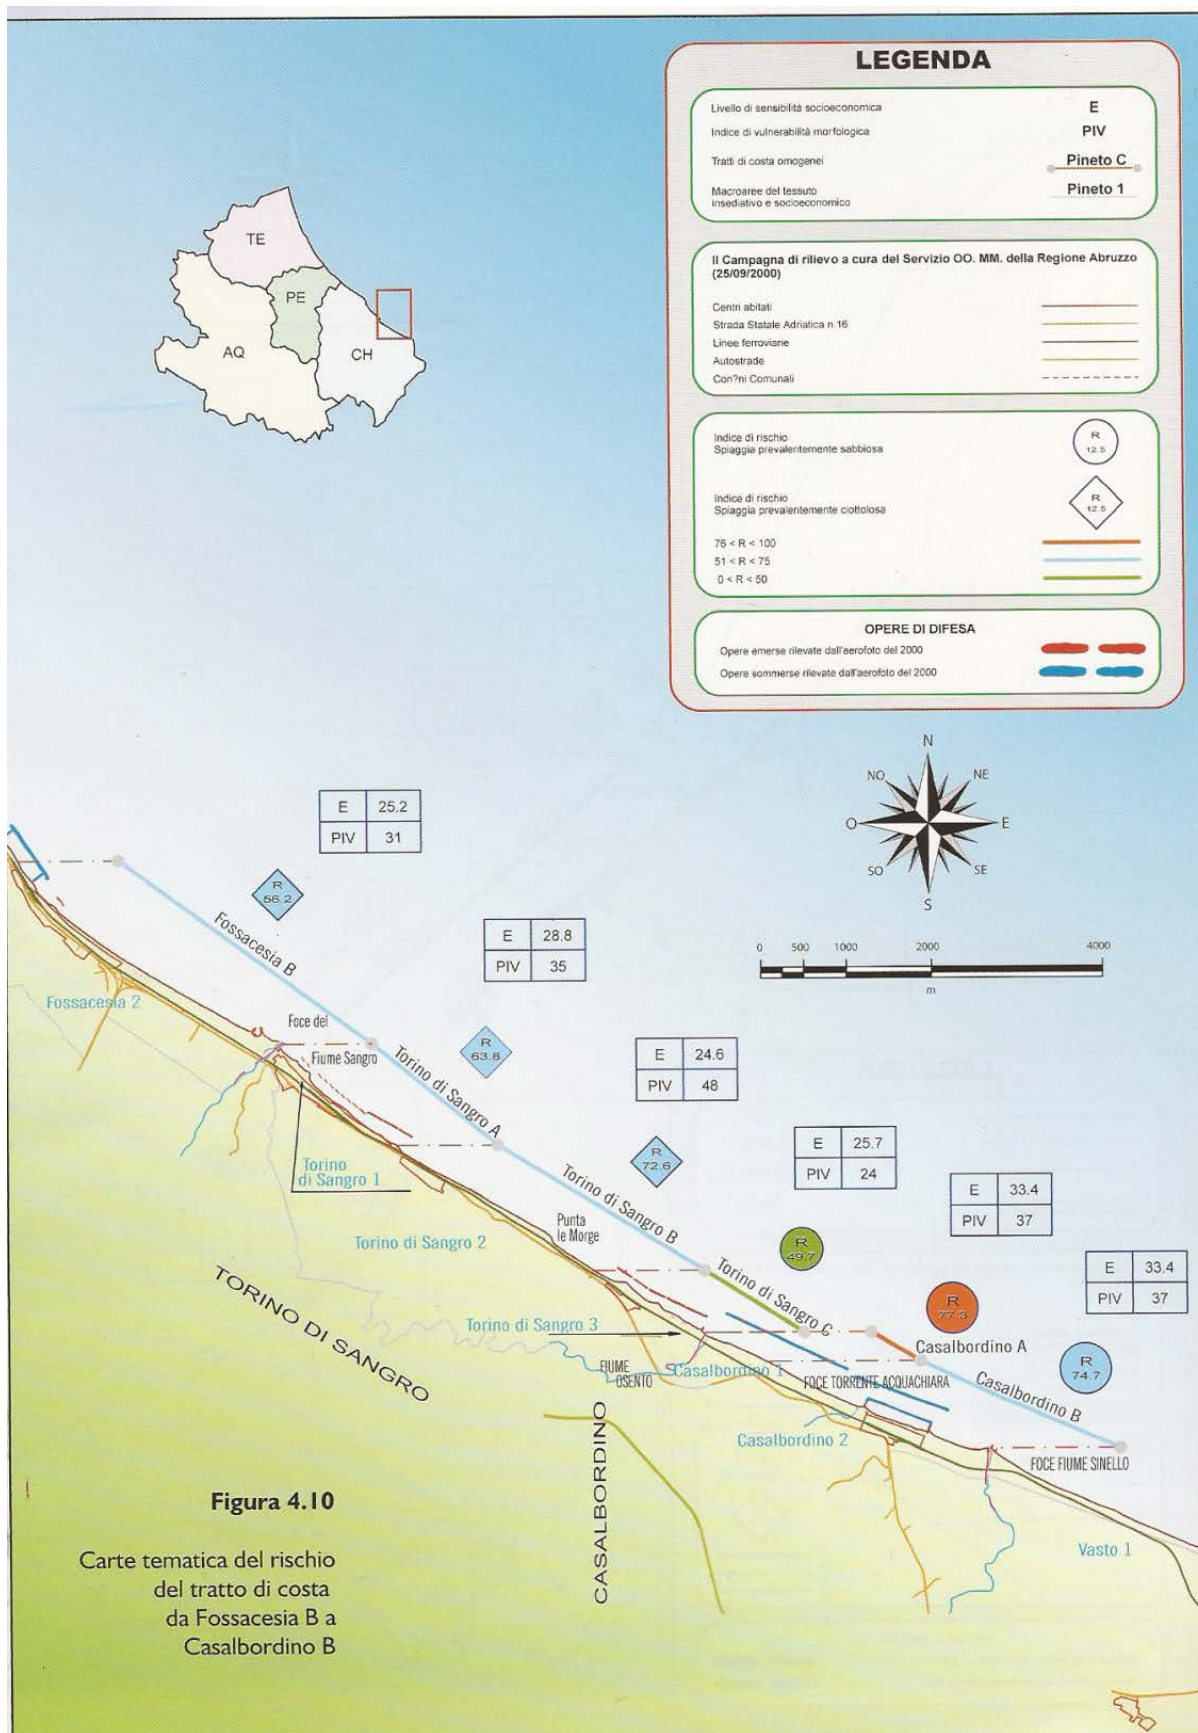 LEGENDA
Livello di sensibilità socioeconomica
E
Indice di vulnerabilità morfologica
PIV
Tratti di costa omogenei
Pineto C
Macroaree del tessuto
insediativo e socioeconomico
Pineto 1
II Campagna di rilievo a cura del Servizio OO. MM. della Regione Abruzzo
(25/09/2000)
Centri abitati
Strada Statale Adriatica n 16
Linee ferroviarie
Autostrade
Con?ni Comunali
Indice di rischio
Spiaggia prevalentemente sabbiosa
R
12.5
Indice di rischio
Spiaggia prevalentemente ciottolosa
R
12.5
76 < R < 100
51 < R < 75
0 < R < 50
OPERE DI DIFESA
Opere emerse rilevate dall'aerofoto del 2000
Opere sommerse rilevate dall'aerofoto del 2000
TE
PE
AQ
CH
N
NO
NE
O
E
SO
SE
S
0 500 1000 2000 4000
m
E 25.2
PIV 31
R
56.2
Fossacesia B
E 28.8
PIV 35
Fossacesia 2
Foce del
Fiume Sangro
R
63.8
Torino di Sangro A
E 24.6
PIV 48
Torino
di Sangro 1
R
72.6
Torino di Sangro B
E 25.7
PIV 24
E 33.4
PIV 37
Punta
le Morge
Torino di Sangro 2
R
49.7
Torino di Sangro C
E 33.4
PIV 37
TORINO DI SANGRO
Torino di Sangro 3
R
77.3
Casalbordino A
FIUME
OSENTO
Casalbordino 1
FOCE TORRENTE ACQUACHIARA
R
74.7
Casalbordino B
CASALBORDINO
Casalbordino 2
FOCE FIUME SINELLO
Vasto 1
Figura 4.10
Carte tematica del rischio
del tratto di costa
da Fossacesia B a
Casalbordino B